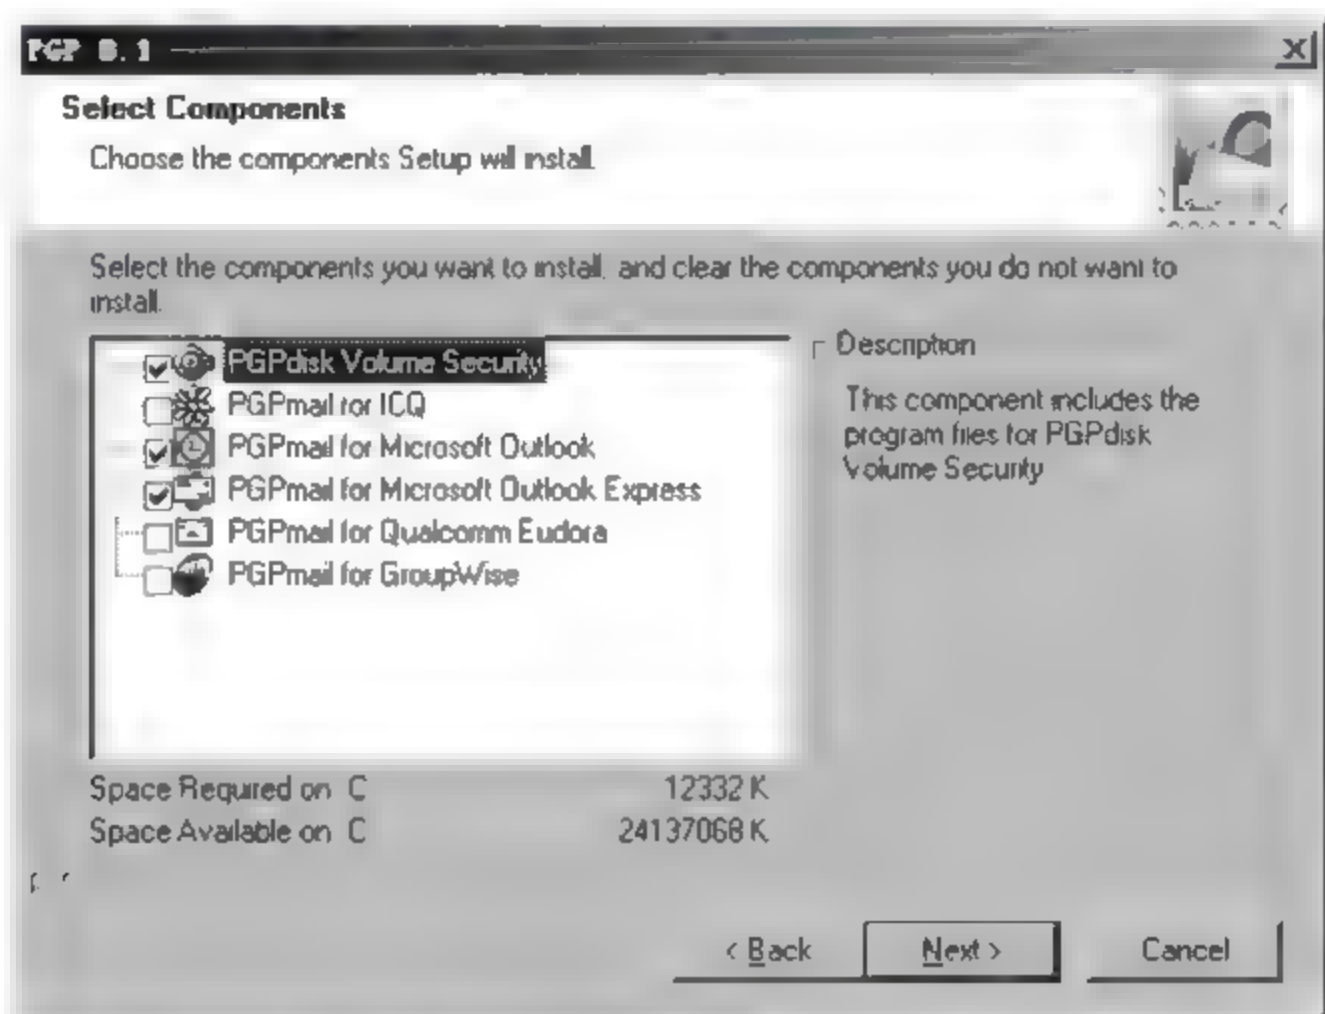 PGP 8.1
Select Components
Choose the components Setup will install.
Select the components you want to install, and clear the components you do not want to
install.
PGPdisk Volume Security
PGPmail for ICQ
PGPmail for Microsoft Outlook
PGPmail for Microsoft Outlook Express
PGPmail for Qualcomm Eudora
PGPmail for GroupWise
Description
This component includes the
program files for PGPdisk
Volume Security
Space Required on C
12332 K
Space Available on C
24137068 K
< Back
Next >
Cancel